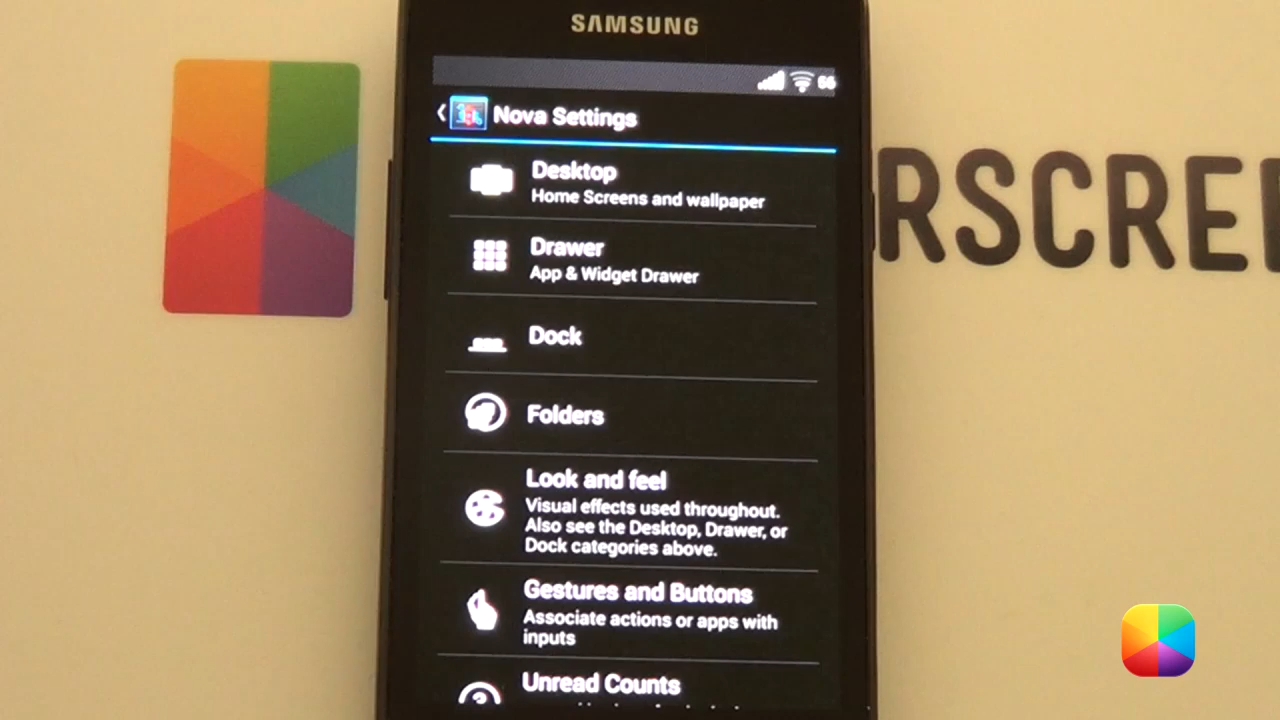 SAMSUNG
56
Nova Settings
Desktop
Home Screens and wallpaper
Drawer
App & Widget Drawer
RSCREE
Dock
Folders
Look and feel
Visual effects used throughout.
Also see the Desktop, Drawer, or
Dock categories above.
Gestures and Buttons
Associate actions or apps with
inputs
Unread Counts